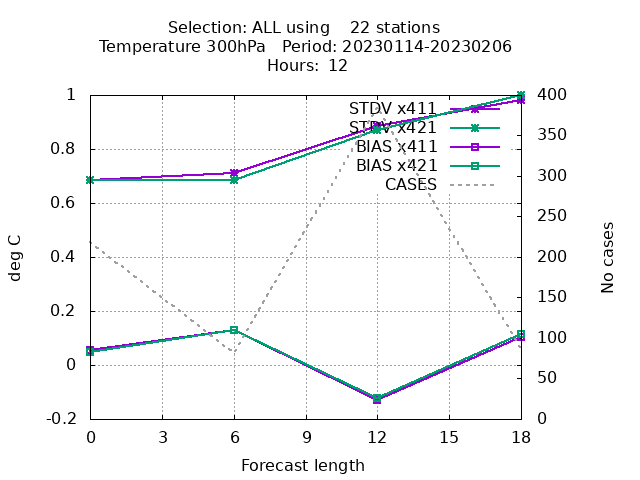 Selection: ALL using 22 stations
Temperature 300hPa Period: 20230114-20230206
Hours: 12
1
0.8
0.6
0.4
0.2
0
-0.2
deg C
STDV x411
STDV x421
BIAS x411
BIAS x421
CASES
400
350
300
250
200
150
100
50
0
No cases
0 3 6 9 12 15 18
Forecast length